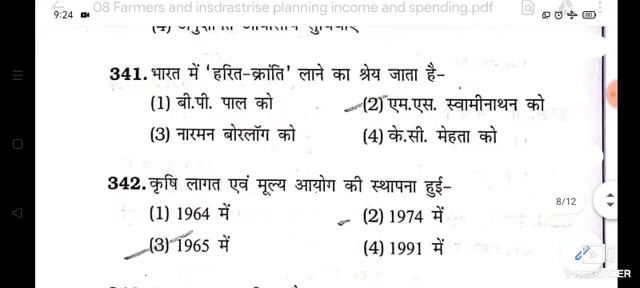 9:24
08 Farmers and insdrastrise planning income and spending.pdf
341. भारत में 'हरित-क्रांति' लाने का श्रेय जाता है-
(1) बी.पी. पाल को (2) एम.एस. स्वामीनाथन को
(3) नारमन बोरलॉग को (4) के.सी. मेहता को
342. कृषि लागत एवं मूल्य आयोग की स्थापना हुई-
(1) 1964 में (2) 1974 में
(3) 1965 में (4) 1991 में
8/12
RECORDER